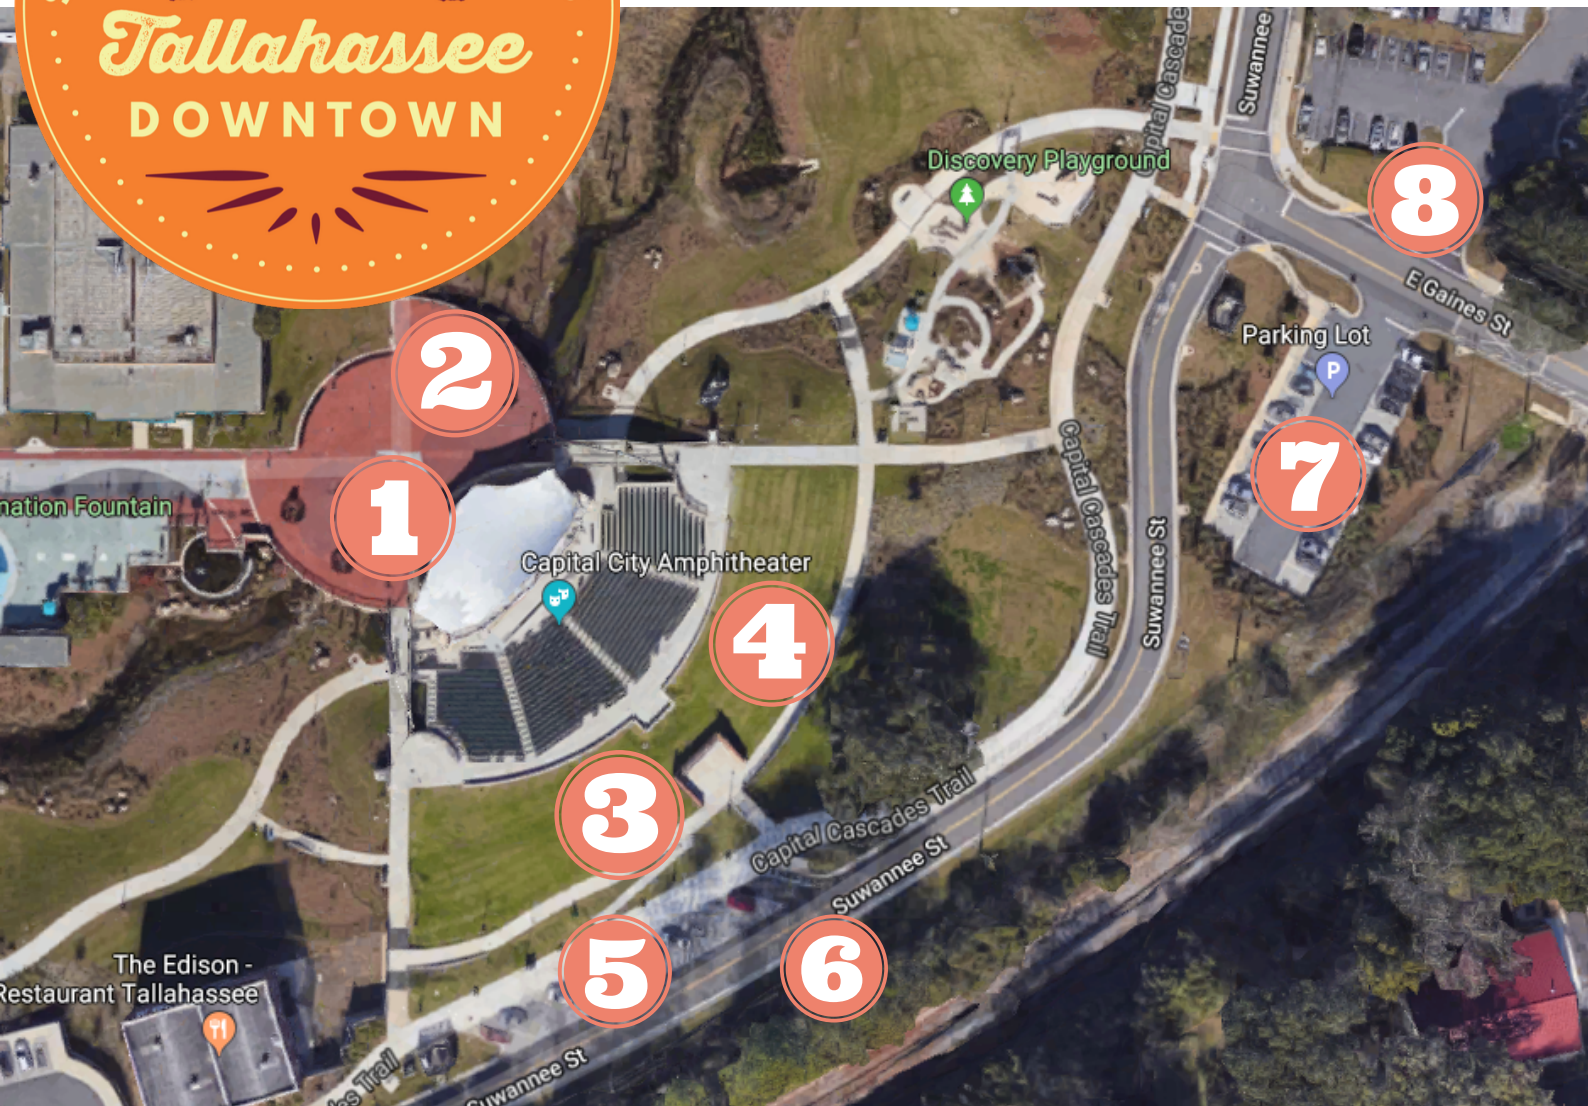 Tallahassee
DOWNTOWN
Suwannee
Capital Cascade
Discovery Playground
8
E Gaines St
Parking Lot
P
2
7
1
nation Fountain
Capital City Amphitheater
Capital Cascades Trail
Suwannee St
4
3
Capital Cascades Trail
Suwannee St
5
6
The Edison -
Restaurant Tallahassee
des Trail
Suwannee St